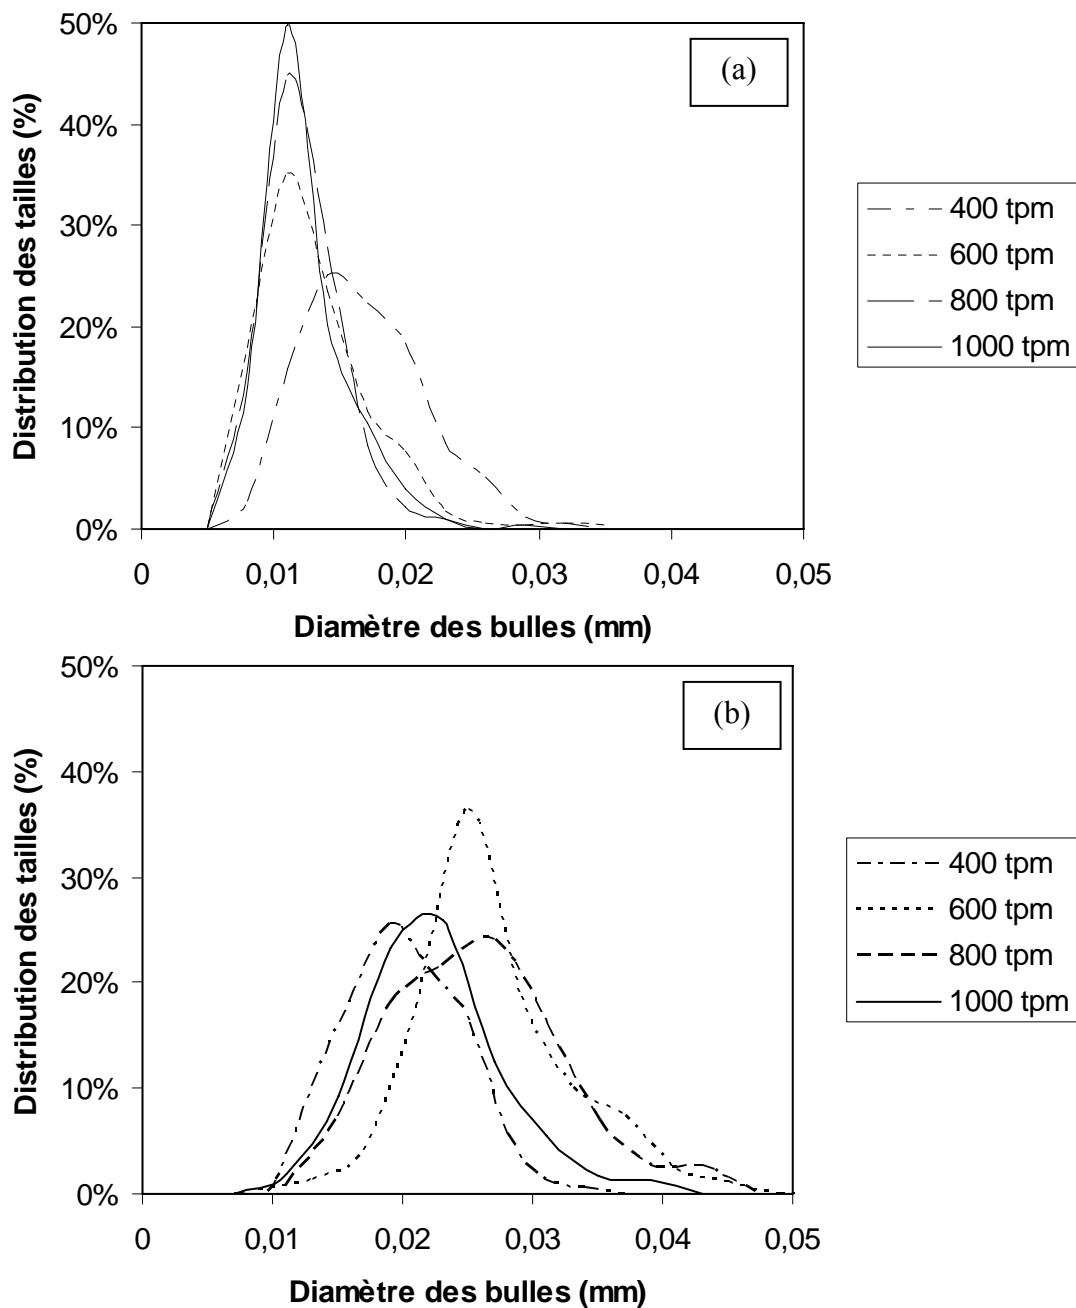 50%
40%
30%
20%
10%
0%
Distribution des tailles (%)
(a)
400 tpm
600 tpm
800 tpm
1000 tpm
0 0,01 0,02 0,03 0,04 0,05
Diamètre des bulles (mm)
50%
40%
30%
20%
10%
0%
Distribution des tailles (%)
(b)
400 tpm
600 tpm
800 tpm
1000 tpm
0 0,01 0,02 0,03 0,04 0,05
Diamètre des bulles (mm)